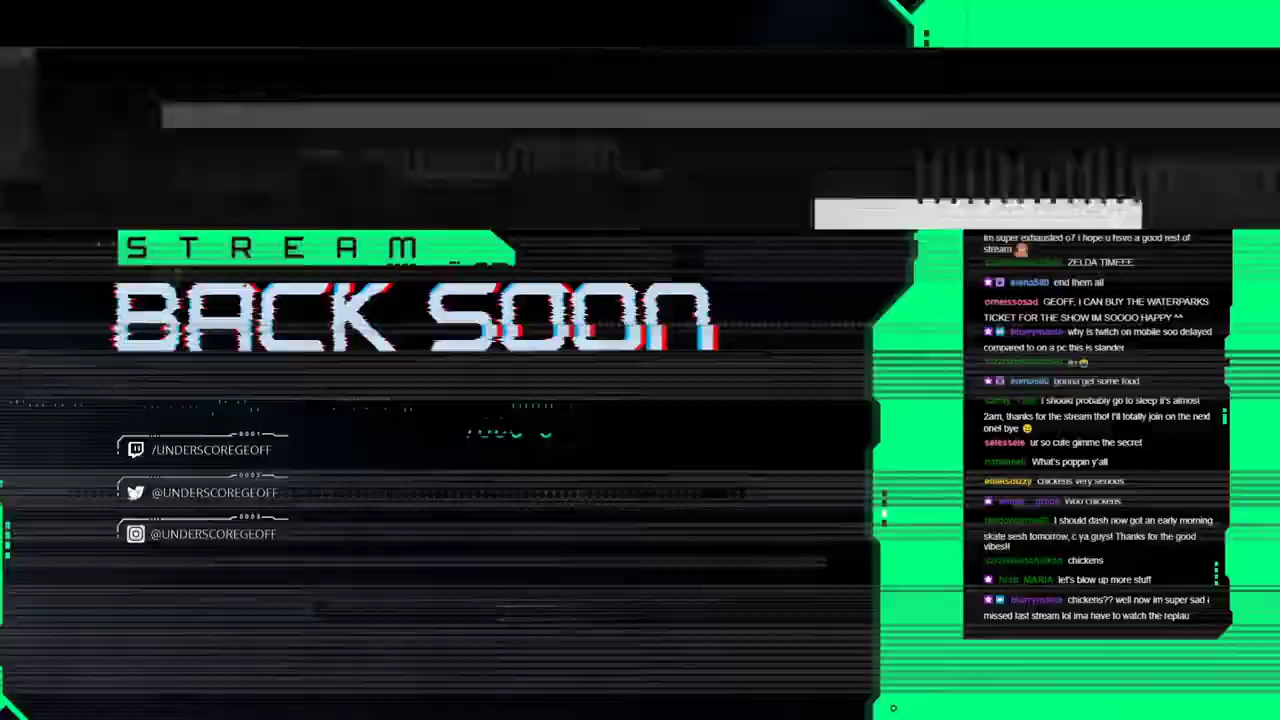 STREAM
BACK SOON
0001
/UNDERSCOREGEOFF
@UNDERSCOREGEOFF
@UNDERSCOREGEOFF
im super exhausted o7 i hope u have a good rest of
stream
ZELDA TIMEEE
end them all
GEOFF, I CAN BUY THE WATERPARKS
TICKET FOR THE SHOW IM SOOOO HAPPY ^^
blurrymania why is twitch on mobile soo delayed
compared to on a pc this is slander
gonna get some food
I should probably go to sleep it's almost
2am, thanks for the stream tho! I'll totally join on the next
one! bye
ur so cute gimme the secret
What's poppin y'all
chickens very serious
Woo chickens
I should dash now got an early morning
skate sesh tomorrow, c ya guys! Thanks for the good
vibes!!
chickens
let's blow up more stuff
blurrymania chickens?? well now im super sad i
missed last stream lol ima have to watch the replau